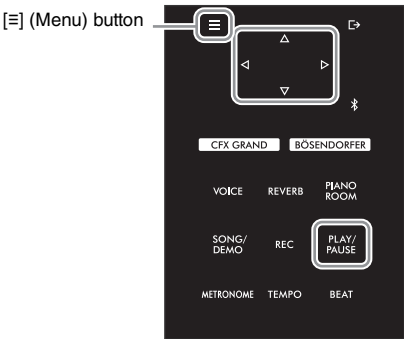 [≡] (Menu) button
CFX GRAND BÖSENDORFER
VOICE REVERB PIANO ROOM
SONG/DEMO REC PLAY/PAUSE
METRONOME TEMPO BEAT